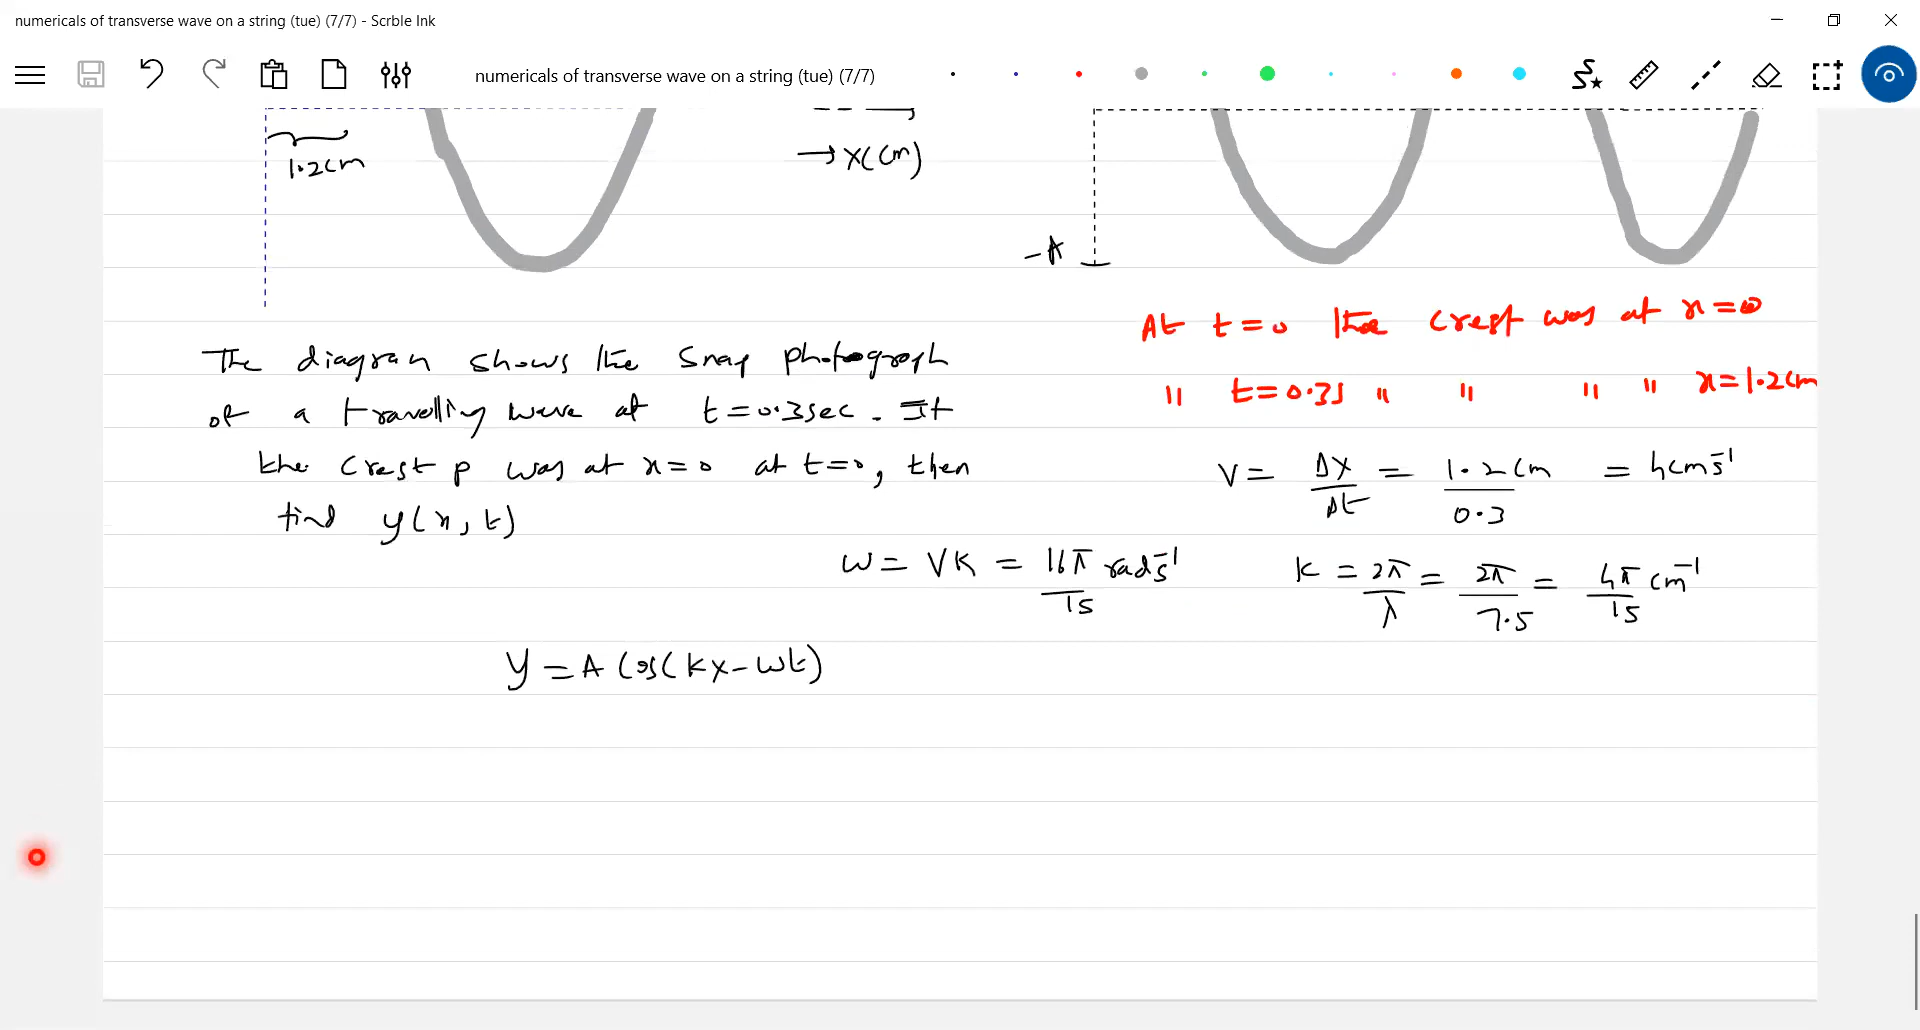 numericals of transverse wave on a string (tue) (7/7) - Scrble Ink
numericals of transverse wave on a string (tue) (7/7)
1.2cm
→ x(cm)
-A
The diagram shows the snap photograph
of a travelling wave at t=0.3sec. If
the crest p was at x=0 at t=0, then
find y(x,t)
At t=0 the crest was at x=0
" t=0.3s " " " " x=1.2cm
V = Δx/Δt = 1.2cm/0.3 = 4cms⁻¹
ω = VK = 16π/15 rads⁻¹
K = 2π/λ = 2π/7.5 = 4π/15 cm⁻¹
y = A Cos(kx-ωt)